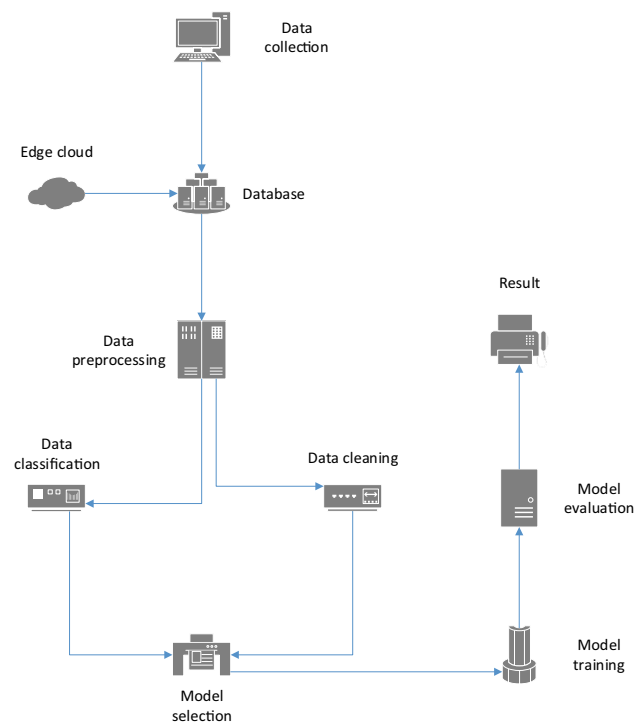 Data
collection
Edge cloud
Database
Result
Data
preprocessing
Data
classification
Data cleaning
Model
evaluation
Model
training
Model
selection